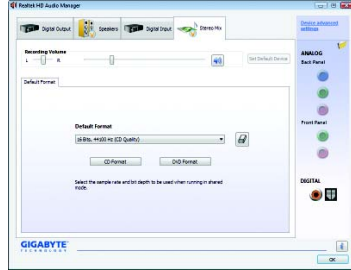 Realtek HD Audio Manager
Digital Output
Speakers
Digital Input
Stereo Mix
Device advanced settings
Recording Volume
L
R
Set Default Device
ANALOG
Back Panel
Default Format
Default Format
16 Bits, 44100 Hz (CD Quality)
CD Format
DVD Format
Select the sample rate and bit depth to be used when running in shared
mode.
Front Panel
DIGITAL
GIGABYTE
TECHNOLOGY
OK